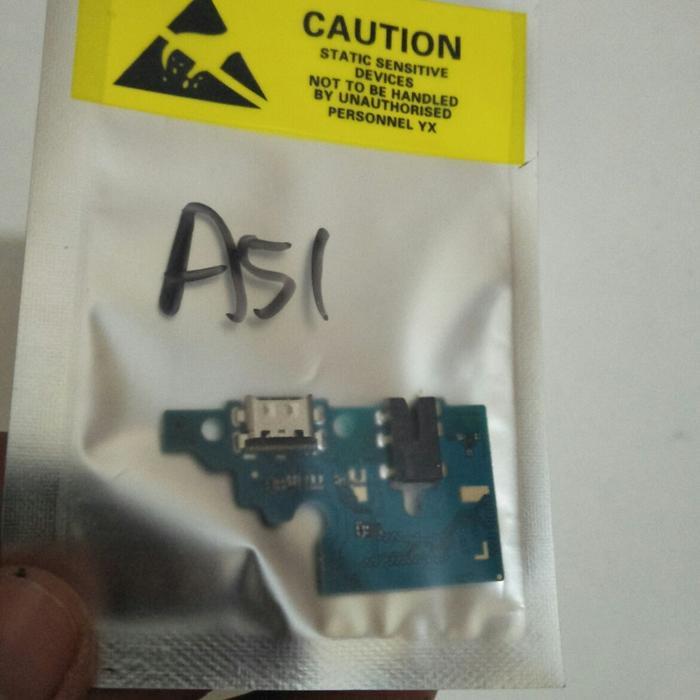 CAUTION
STATIC SENSITIVE
DEVICES
NOT TO BE HANDLED
BY UNAUTHORISED
PERSONNEL YX
A51